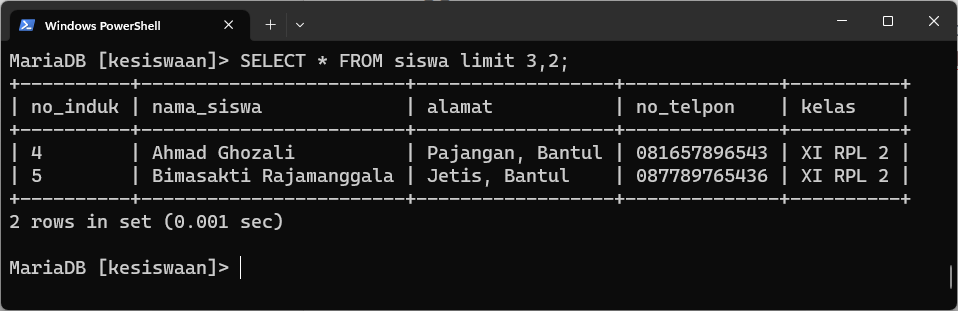 Windows PowerShell
MariaDB [kesiswaan]> SELECT * FROM siswa limit 3,2;
+----------+-----------------------+------------------+--------------+----------+
| no_induk | nama_siswa            | alamat           | no_telpon    | kelas    |
+----------+-----------------------+------------------+--------------+----------+
| 4        | Ahmad Ghozali         | Pajangan, Bantul | 081657896543 | XI RPL 2 |
| 5        | Bimasakti Rajamanggala | Jetis, Bantul    | 087789765436 | XI RPL 2 |
+----------+-----------------------+------------------+--------------+----------+
2 rows in set (0.001 sec)
MariaDB [kesiswaan]>